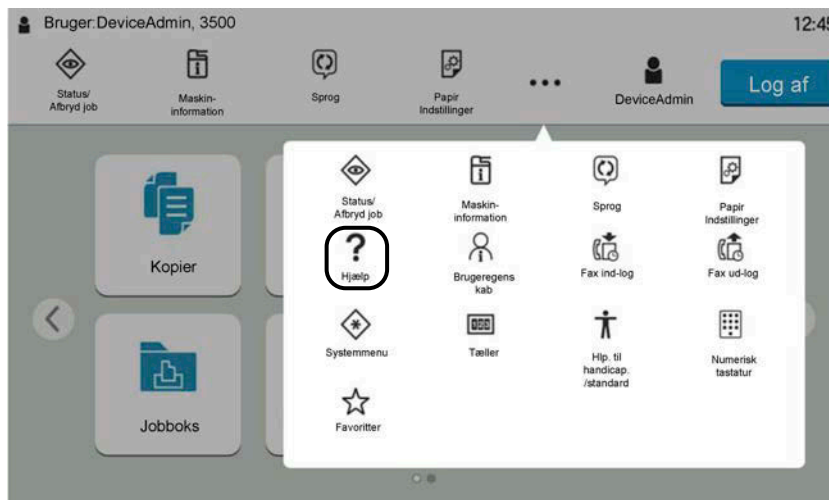 Bruger:DeviceAdmin, 3500
12:45
Status/
Afbryd job
Maskin-
information
Sprog
Papir
Indstillinger
DeviceAdmin
Log af
Kopier
Jobboks
Status/
Afbryd job
Maskin-
information
Sprog
Papir
Indstillinger
Hjælp
Brugeregens
kab
Fax ind-log
Fax ud-log
Systemmenu
Tæller
Hlp. til
handicap.
/standard
Numerisk
tastatur
Favoritter